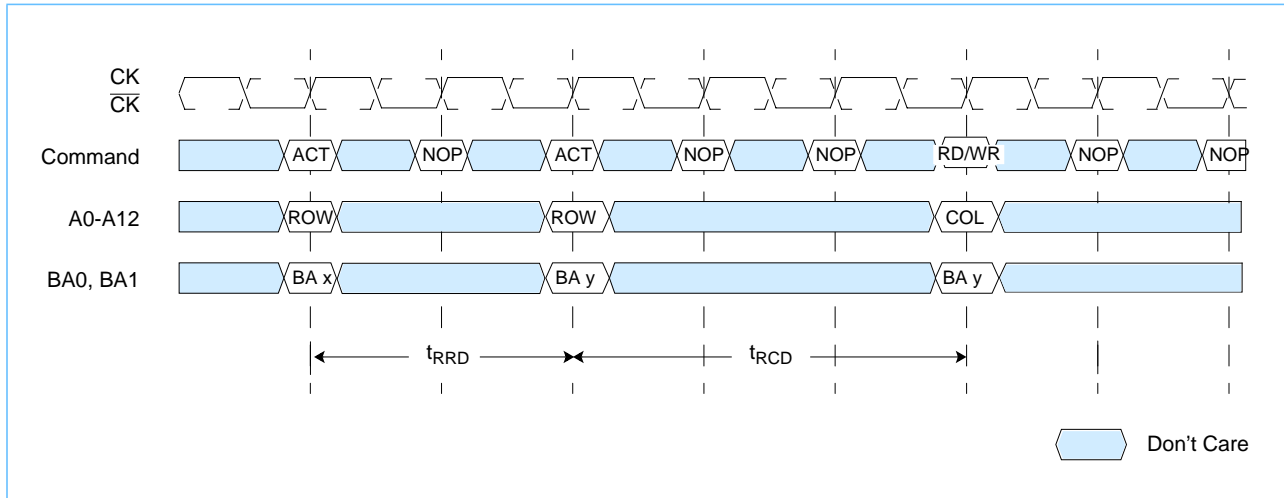 CK
CK
Command ACT NOP ACT NOP NOP RD/WR NOP NOP
A0-A12 ROW ROW COL
BA0, BA1 BA x BA y BA y
tRRD tRCD
Don't Care